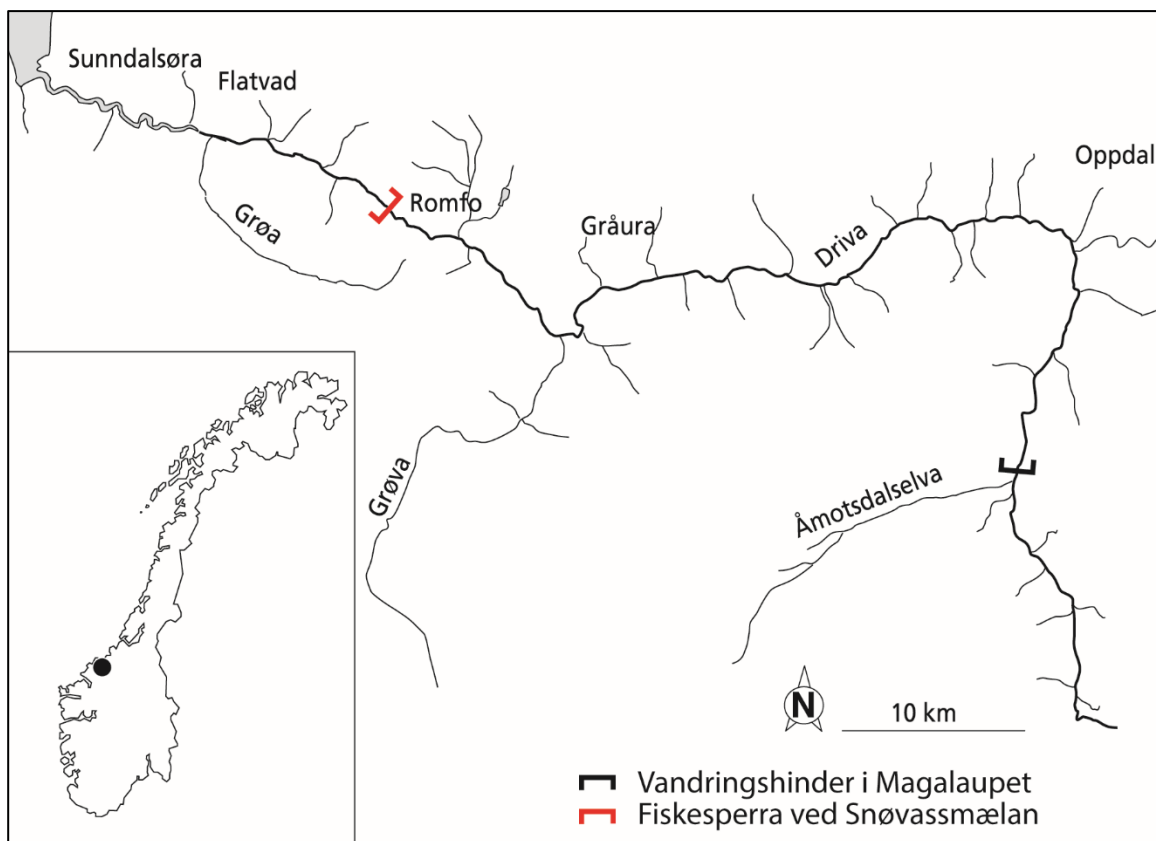 Sunndalsøra
Flatvad
Oppdal
Romfo
Grøa
Gråura
Driva
Grøva
Åmotsdalselva
N
10 km
Vandringshinder i Magalaupet
Fiskesperra ved Snøvassmælan